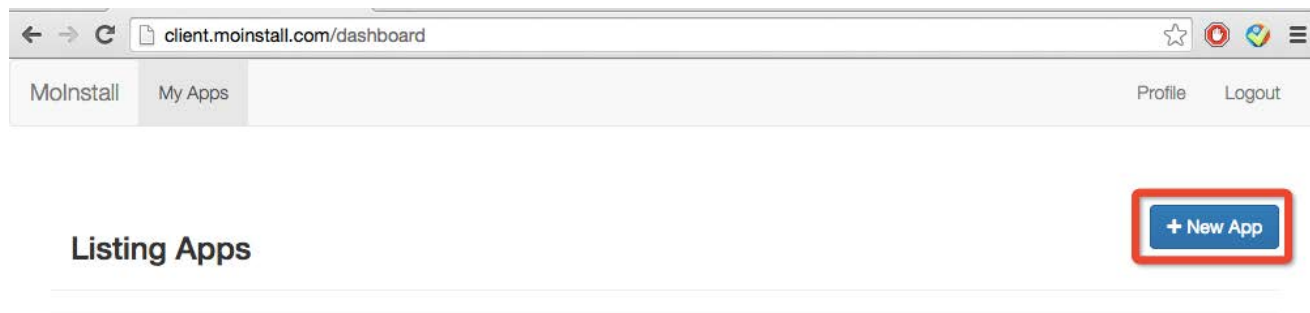 client.moinstall.com/dashboard
MoInstall My Apps Profile Logout
+ New App
Listing Apps